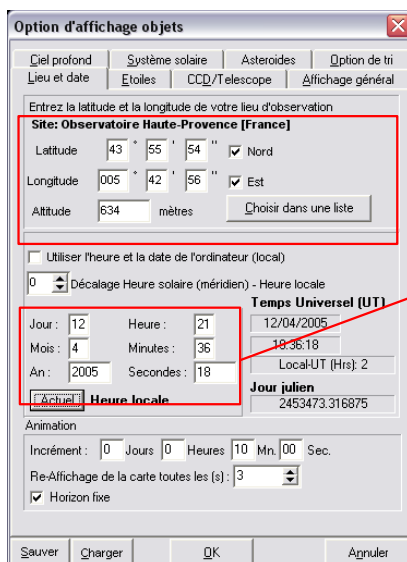 Option d'affichage objets
Ciel profond Système solaire Asteroides Option de tri
Lieu et date Etoiles CCD/Telescope Affichage général
Entrez la latitude et la longitude de votre lieu d'observation
Site: Observatoire Haute-Provence [France]
Latitude 43 ° 55 ' 54 " Nord
Longitude 005 ° 42 ' 56 " Est
Altitude 634 mètres Choisir dans une liste
Utiliser l'heure et la date de l'ordinateur (local)
0 Décalage Heure solaire (méridien) - Heure locale
Temps Universel (UT)
Jour : 12 Heure : 21 12/04/2005
Mois : 4 Minutes : 36 19:36:18
An : 2005 Secondes : 18 Local-UT (Hrs): 2
Jour julien
Actuel Heure locale 2453473.316875
Animation
Incrément : 0 Jours 0 Heures 10 Mn. 00 Sec.
Re-Affichage de la carte toutes les (s) : 3
Horizon fixe
Sauver Charger OK Annuler